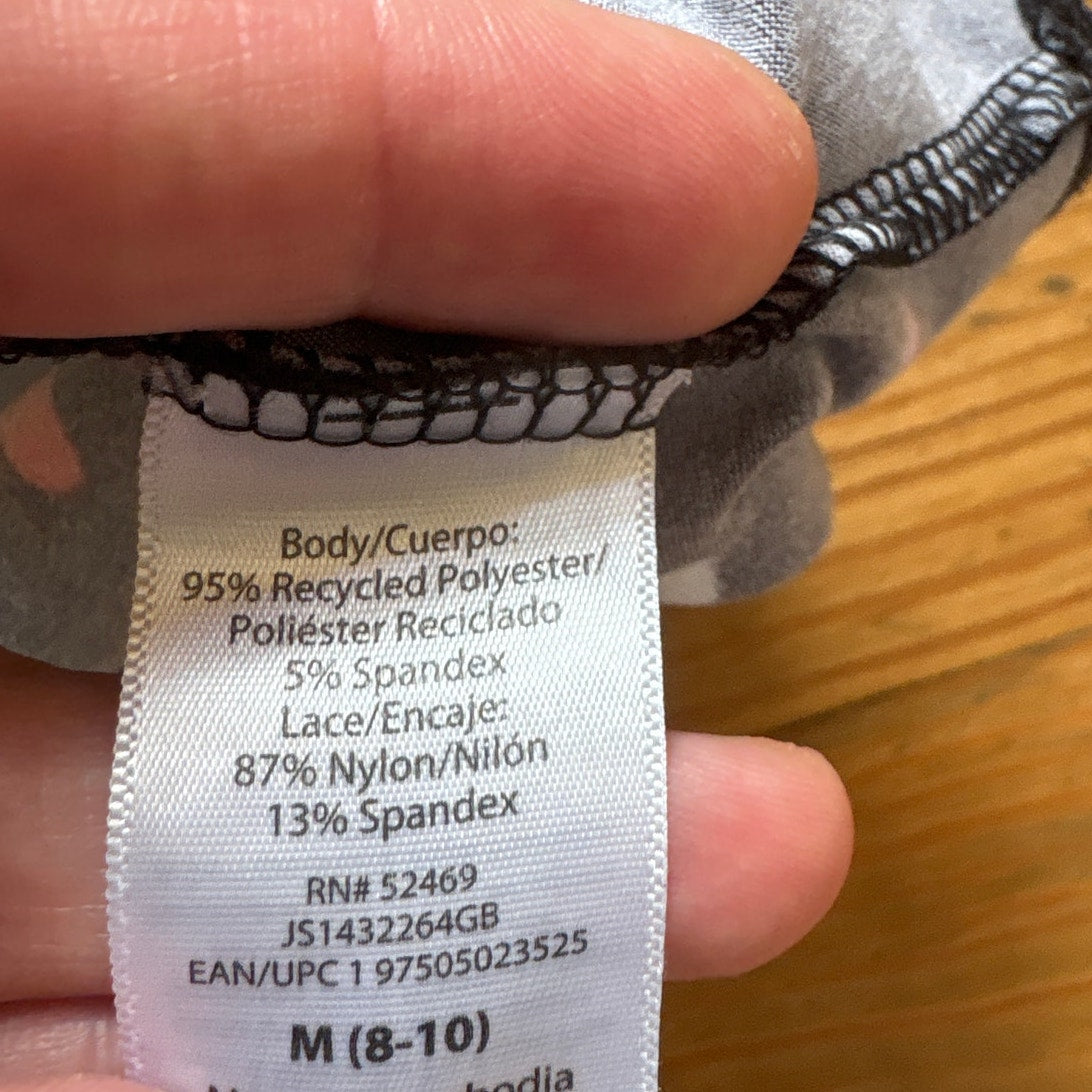 Body/Cuerpo:
95% Recycled Polyester/
Poliéster Reciclado
5% Spandex
Lace/Encaje:
87% Nylon/Nilón
13% Spandex
RN# 52469
JS1432264GB
EAN/UPC 1 97505023525
M (8-10)